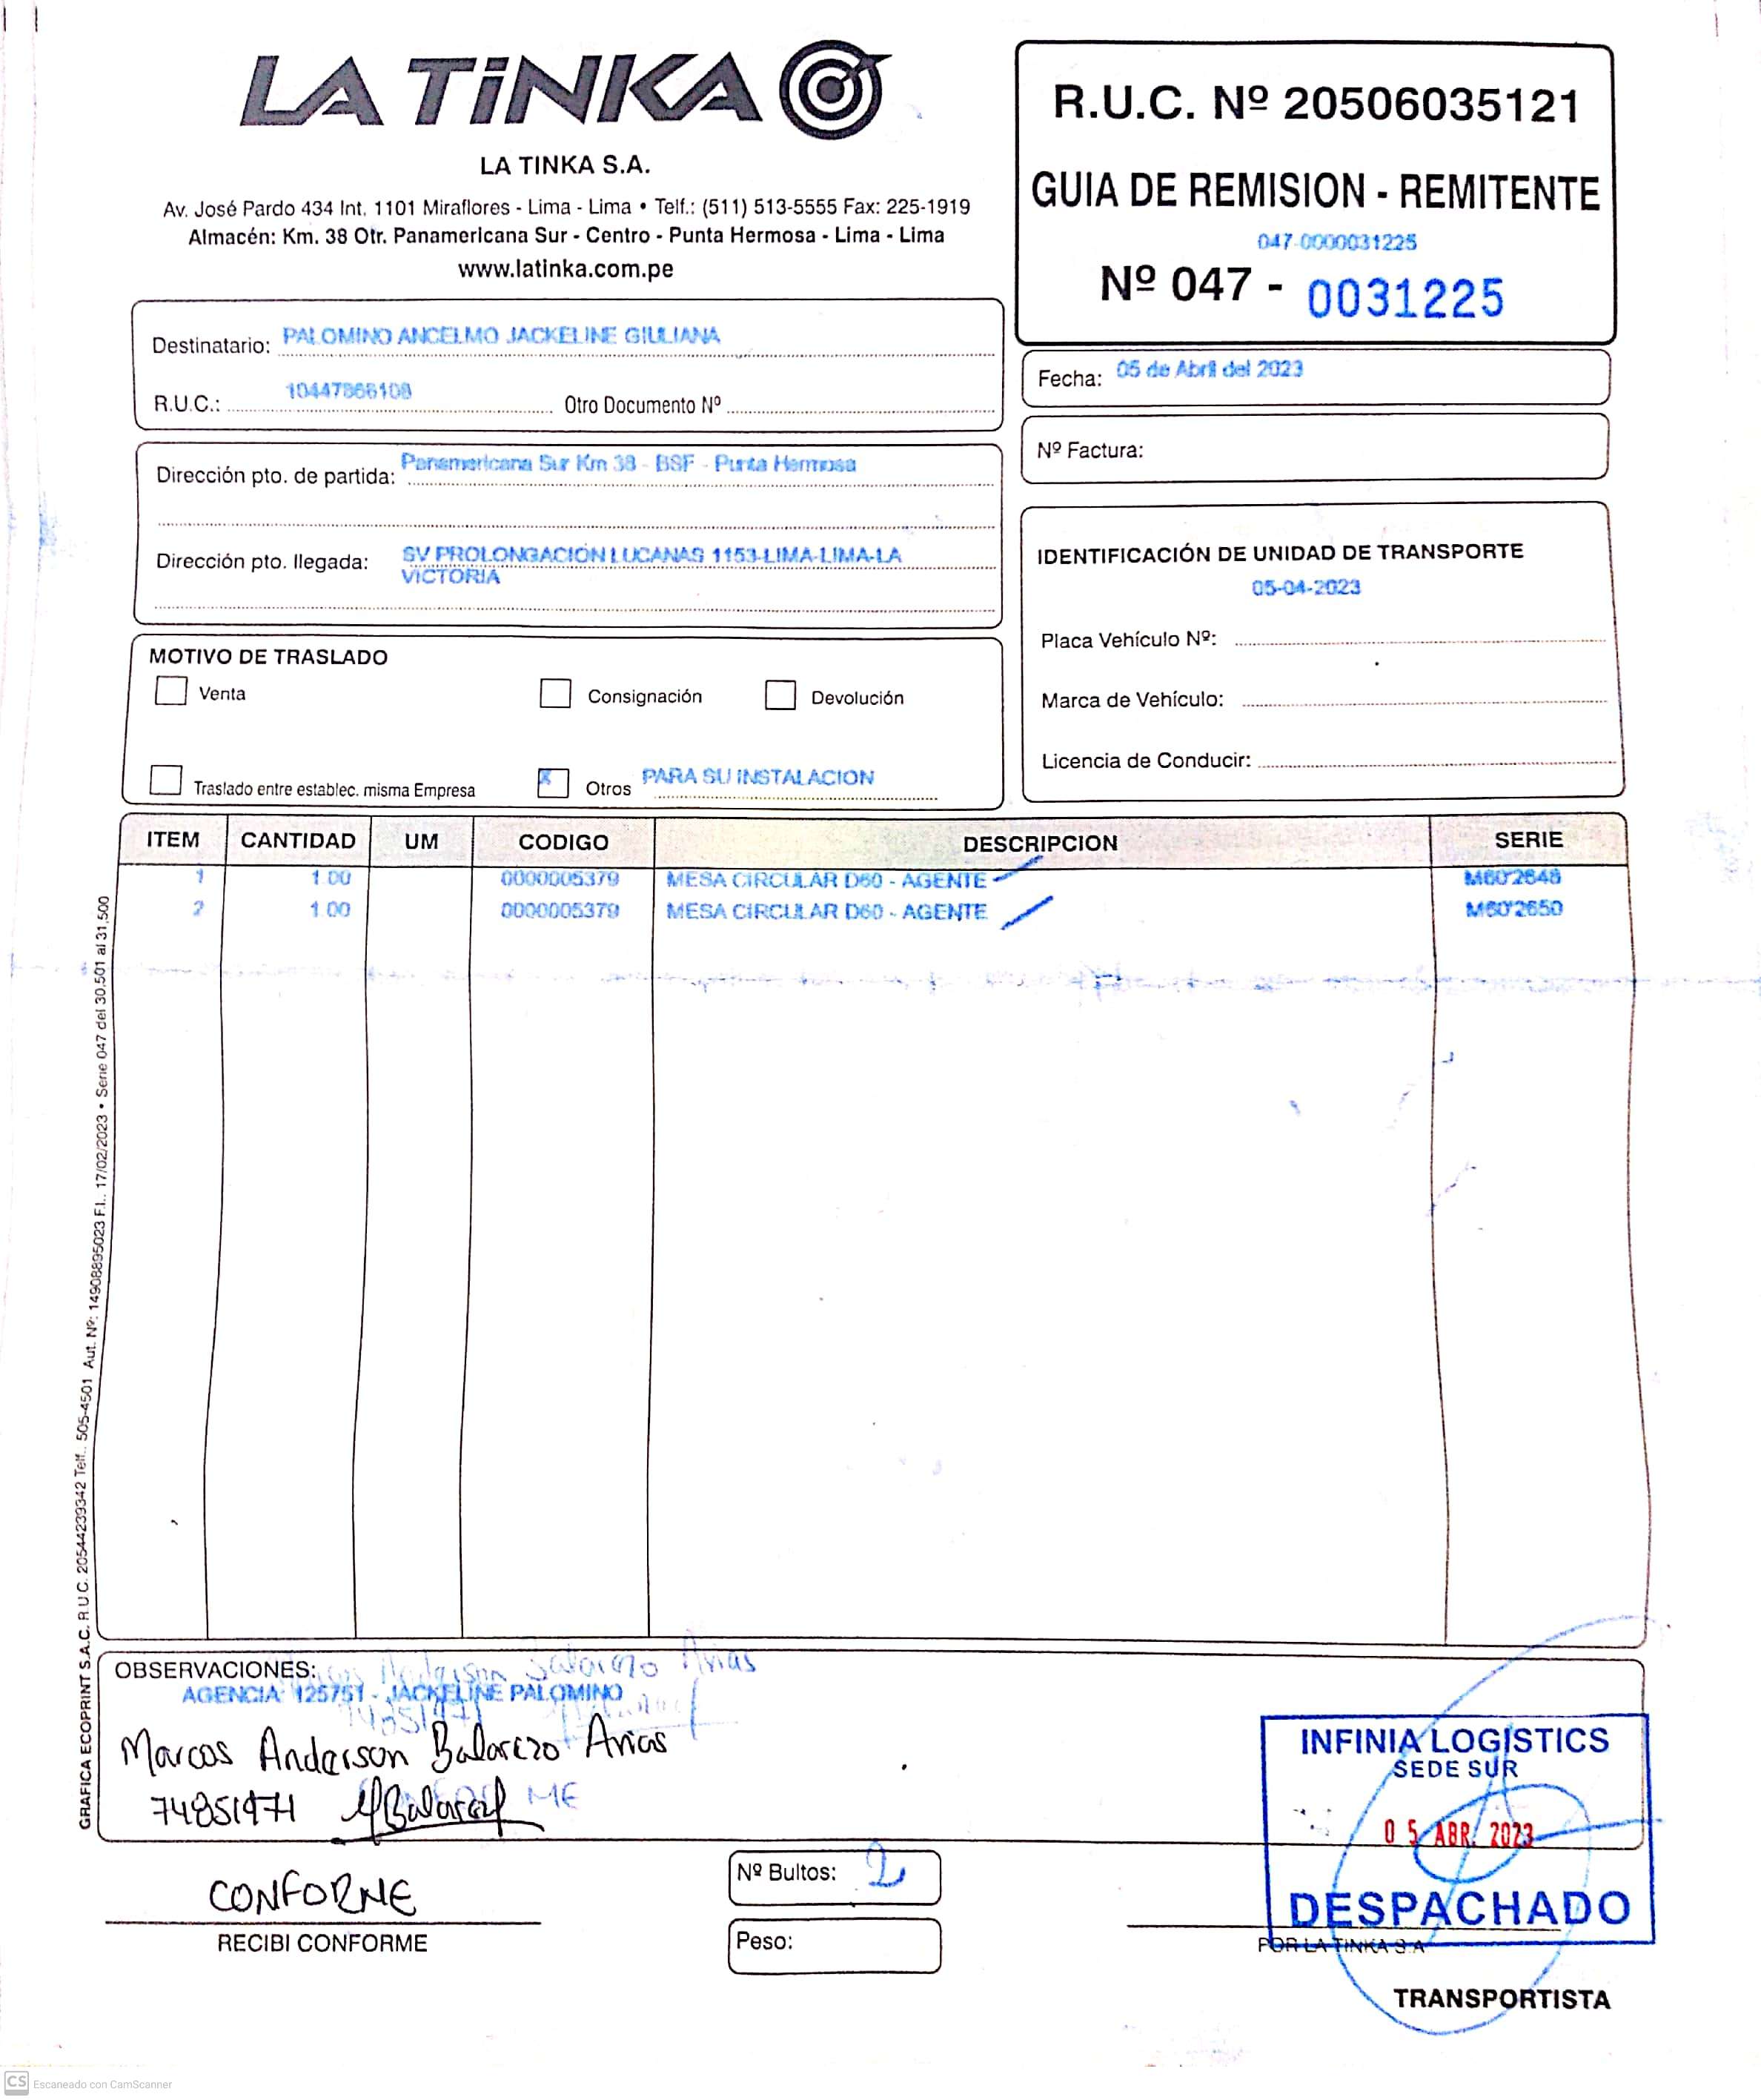 LA TiNKA
LA TINKA S.A.
Av. José Pardo 434 Int. 1101 Miraflores - Lima - Lima • Telf.: (511) 513-5555 Fax: 225-1919
Almacén: Km. 38 Otr. Panamericana Sur - Centro - Punta Hermosa - Lima - Lima
www.latinka.com.pe
R.U.C. Nº 20506035121
GUIA DE REMISION - REMITENTE
047-0000031225
Nº 047 - 0031225
Destinatario: PALOMINO ANCELMO JACKELINE GIULIANA
R.U.C.: 10447866108 Otro Documento Nº
Fecha: 05 de Abril del 2023
Nº Factura:
Dirección pto. de partida: Panamericana Sur Km 38 - BSF - Punta Hermosa
Dirección pto. llegada: SV PROLONGACION LUCANAS 1153-LIMA-LIMA-LA
VICTORIA
IDENTIFICACIÓN DE UNIDAD DE TRANSPORTE
05-04-2023
Placa Vehículo Nº:
Marca de Vehículo:
Licencia de Conducir:
MOTIVO DE TRASLADO
Venta Consignación Devolución
Traslado entre establec. misma Empresa X Otros PARA SU INSTALACION
ITEM CANTIDAD UM CODIGO DESCRIPCION SERIE
1 1.00 0000005379 MESA CIRCULAR D60 - AGENTE M60'2648
2 1.00 0000005379 MESA CIRCULAR D60 - AGENTE M60'2650
GRAFICA ECOPRINT S.A.C. R.U.C. 20544239342 Telf.: 505-4501 Aut. Nº: 14908895023 F.I.. 17/02/2023 • Serie 047 del 30,501 al 31,500
OBSERVACIONES:
AGENCIA: 125751 - JACKELINE PALOMINO
Marcos Anderson Balarezo Arias
74851971
CONFORME
RECIBI CONFORME
Nº Bultos: 2
Peso:
INFINIA LOGISTICS
SEDE SUR
05 ABR. 2023
DESPACHADO
POR LA TINKA S.A
TRANSPORTISTA
CS Escaneado con CamScanner